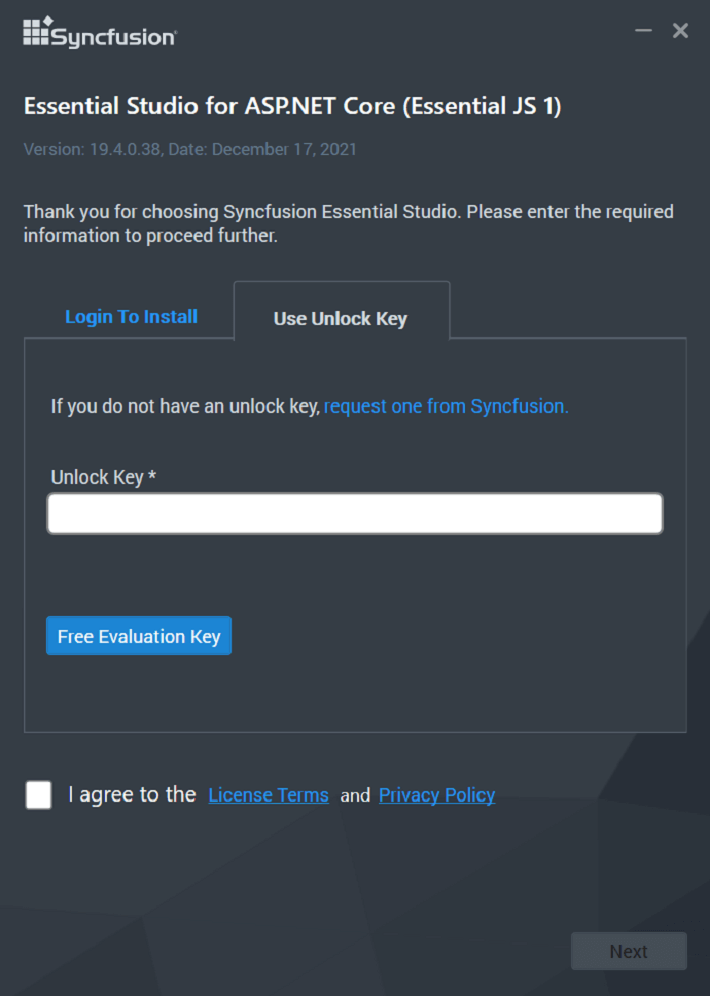 Syncfusion
Essential Studio for ASP.NET Core (Essential JS 1)
Version: 19.4.0.38, Date: December 17, 2021
Thank you for choosing Syncfusion Essential Studio. Please enter the required
information to proceed further.
Login To Install
Use Unlock Key
If you do not have an unlock key, request one from Syncfusion.
Unlock Key *
Free Evaluation Key
I agree to the License Terms and Privacy Policy
Next